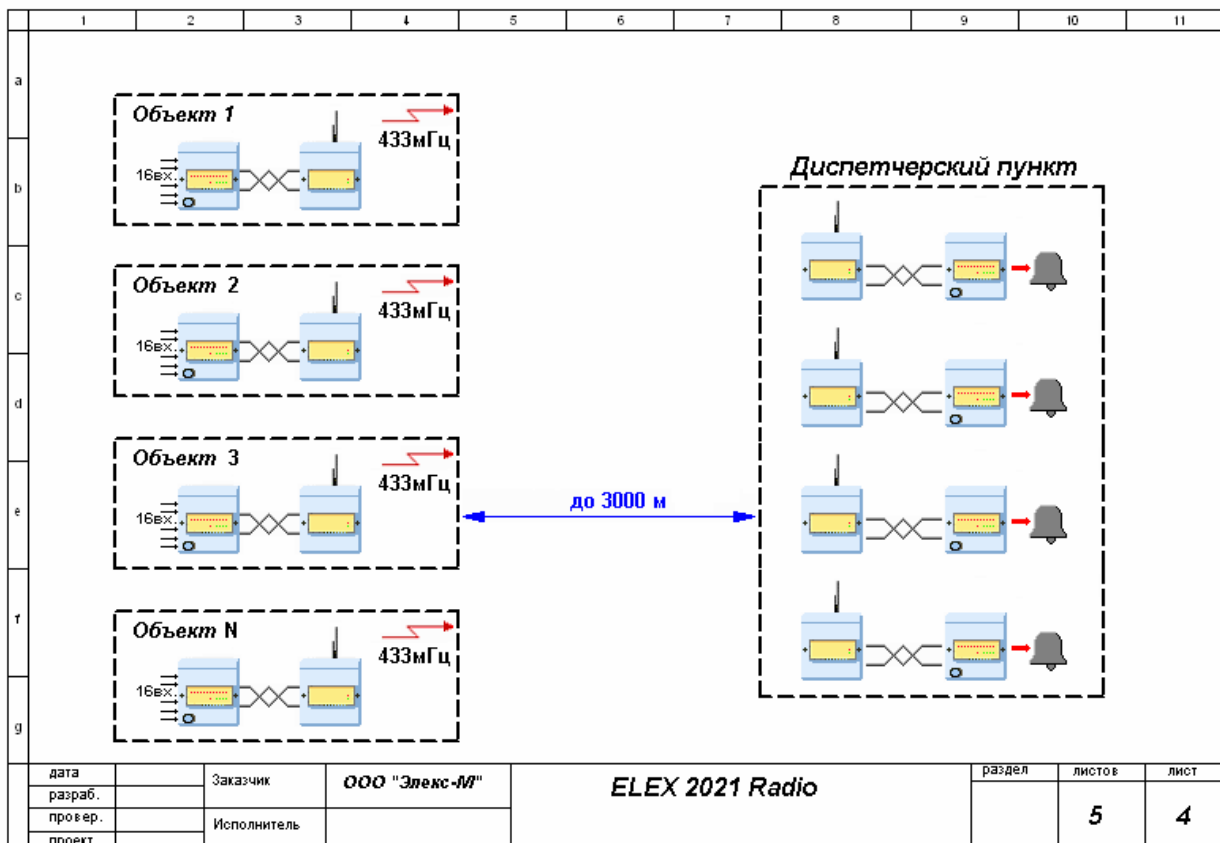 1 2 3 4 5 6 7 8 9 10 11
a
b
c
d
e
f
g
Объект 1
433мГц
16вх.
Объект 2
433мГц
16вх.
Объект 3
433мГц
16вх.
Объект N
433мГц
16вх.
до 3000 м
Диспетчерский пункт
дата
разраб.
провер.
проект
Заказчик
ООО "Элекс-М"
Исполнитель
ELEX 2021 Radio
раздел
листов
лист
5
4